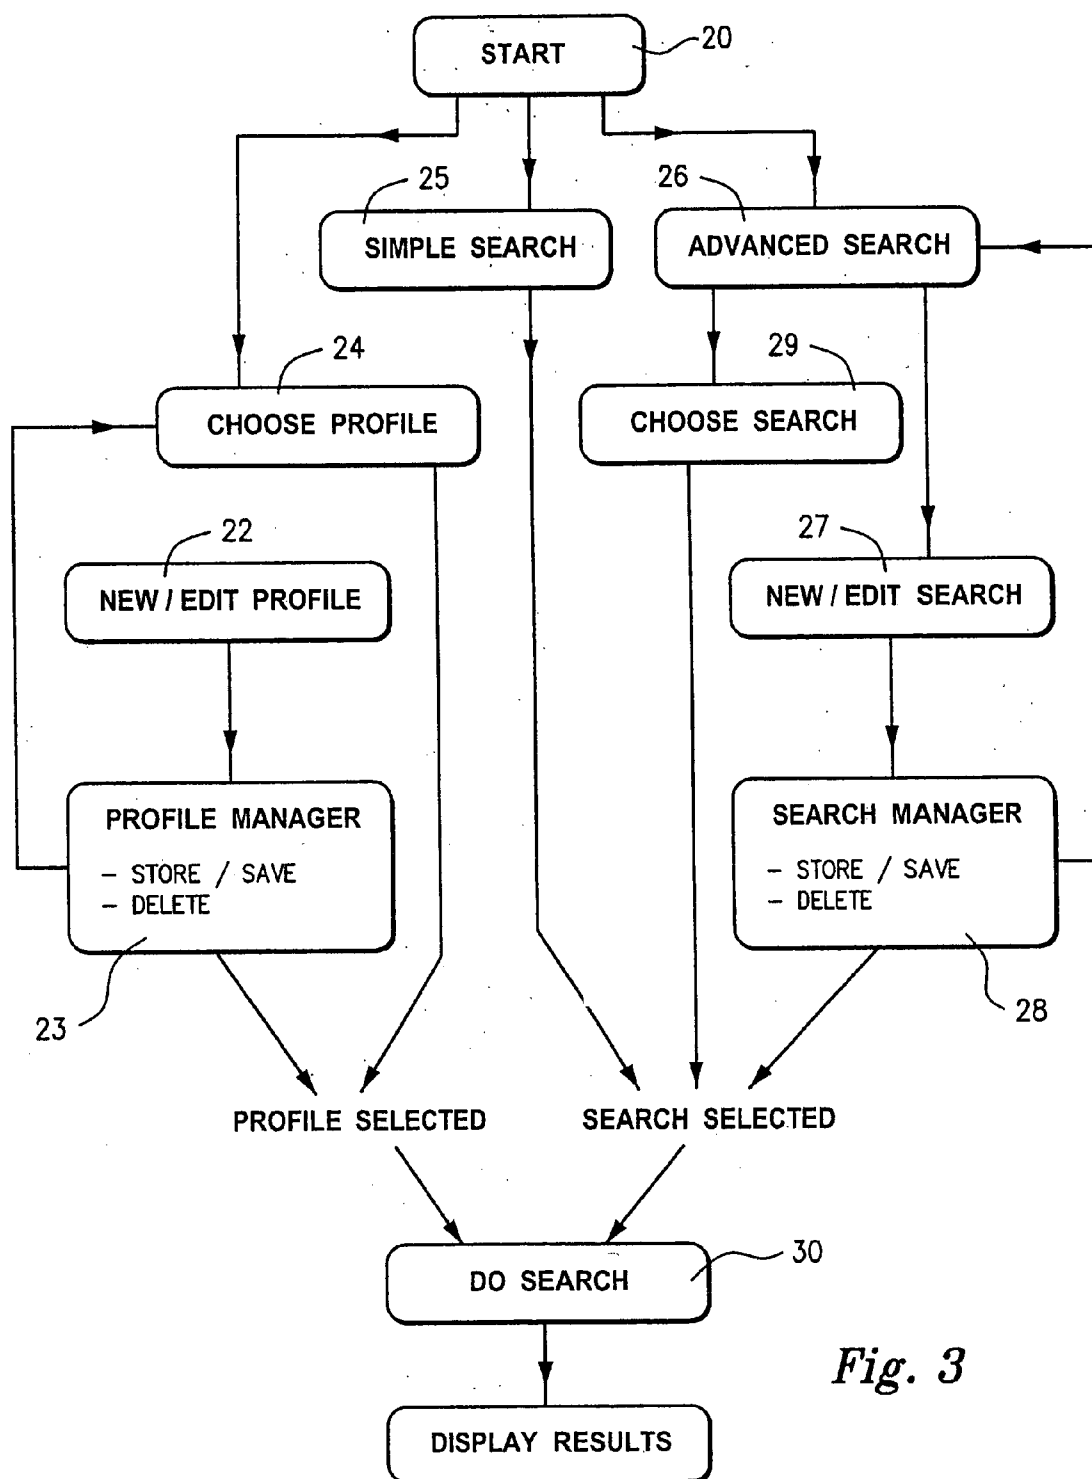 START
20
25
SIMPLE SEARCH
26
ADVANCED SEARCH
24
CHOOSE PROFILE
29
CHOOSE SEARCH
22
NEW / EDIT PROFILE
27
NEW / EDIT SEARCH
PROFILE MANAGER
- STORE / SAVE
- DELETE
23
SEARCH MANAGER
- STORE / SAVE
- DELETE
28
PROFILE SELECTED
SEARCH SELECTED
DO SEARCH
30
DISPLAY RESULTS
Fig. 3